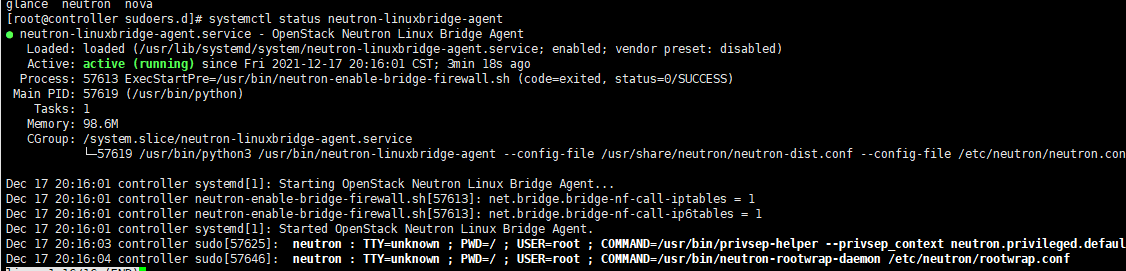 glance  neutron  nova
[root@controller sudoers.d]# systemctl status neutron-linuxbridge-agent
● neutron-linuxbridge-agent.service - OpenStack Neutron Linux Bridge Agent
   Loaded: loaded (/usr/lib/systemd/system/neutron-linuxbridge-agent.service; enabled; vendor preset: disabled)
   Active: active (running) since Fri 2021-12-17 20:16:01 CST; 3min 18s ago
  Process: 57613 ExecStartPre=/usr/bin/neutron-enable-bridge-firewall.sh (code=exited, status=0/SUCCESS)
 Main PID: 57619 (/usr/bin/python)
    Tasks: 1
   Memory: 98.6M
   CGroup: /system.slice/neutron-linuxbridge-agent.service
           └─57619 /usr/bin/python3 /usr/bin/neutron-linuxbridge-agent --config-file /usr/share/neutron/neutron-dist.conf --config-file /etc/neutron/neutron.con

Dec 17 20:16:01 controller systemd[1]: Starting OpenStack Neutron Linux Bridge Agent...
Dec 17 20:16:01 controller neutron-enable-bridge-firewall.sh[57613]: net.bridge.bridge-nf-call-iptables = 1
Dec 17 20:16:01 controller neutron-enable-bridge-firewall.sh[57613]: net.bridge.bridge-nf-call-ip6tables = 1
Dec 17 20:16:01 controller systemd[1]: Started OpenStack Neutron Linux Bridge Agent.
Dec 17 20:16:03 controller sudo[57625]:  neutron : TTY=unknown ; PWD=/ ; USER=root ; COMMAND=/usr/bin/privsep-helper --privsep_context neutron.privileged.defaul
Dec 17 20:16:04 controller sudo[57646]:  neutron : TTY=unknown ; PWD=/ ; USER=root ; COMMAND=/usr/bin/neutron-rootwrap-daemon /etc/neutron/rootwrap.conf